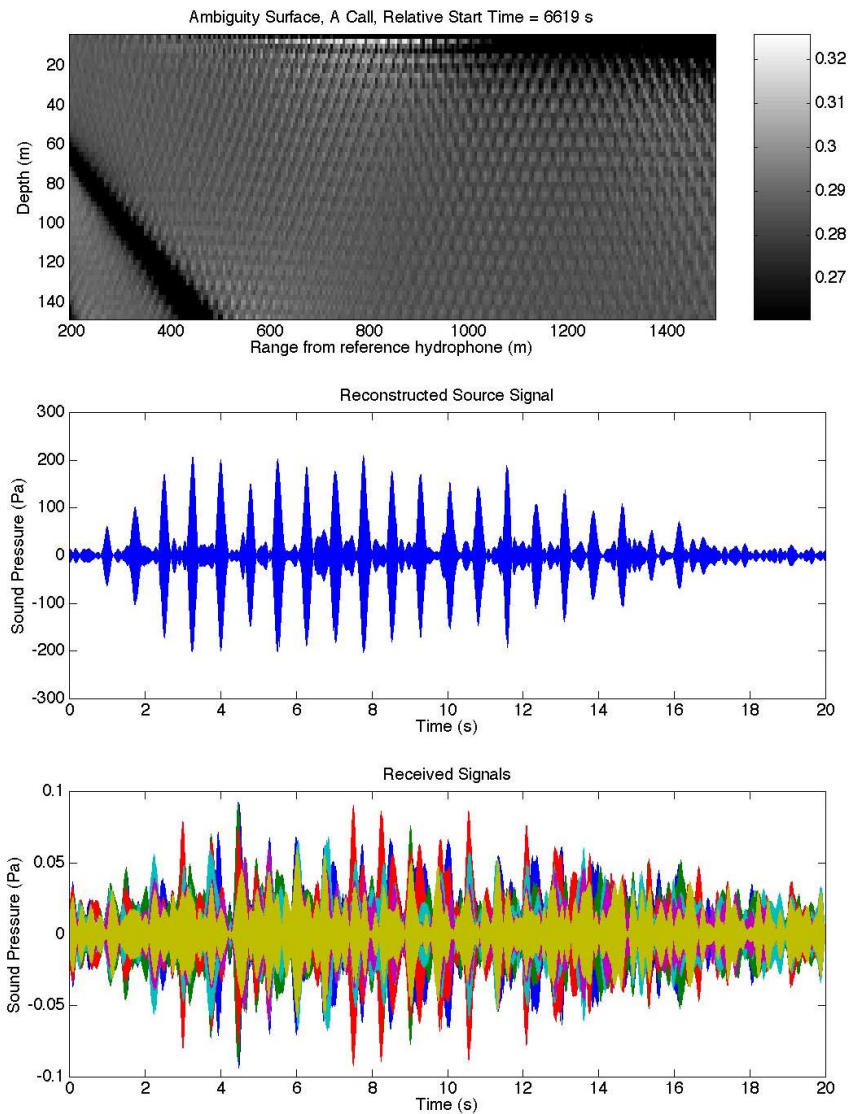 Ambiguity Surface, A Call, Relative Start Time = 6619 s
Depth (m)
20
40
60
80
100
120
140
200 400 600 800 1000 1200 1400
Range from reference hydrophone (m)
0.32
0.31
0.3
0.29
0.28
0.27
Reconstructed Source Signal
Sound Pressure (Pa)
300
200
100
0
-100
-200
-300
0 2 4 6 8 10 12 14 16 18 20
Time (s)
Received Signals
Sound Pressure (Pa)
0.1
0.05
0
-0.05
-0.1
0 2 4 6 8 10 12 14 16 18 20
Time (s)